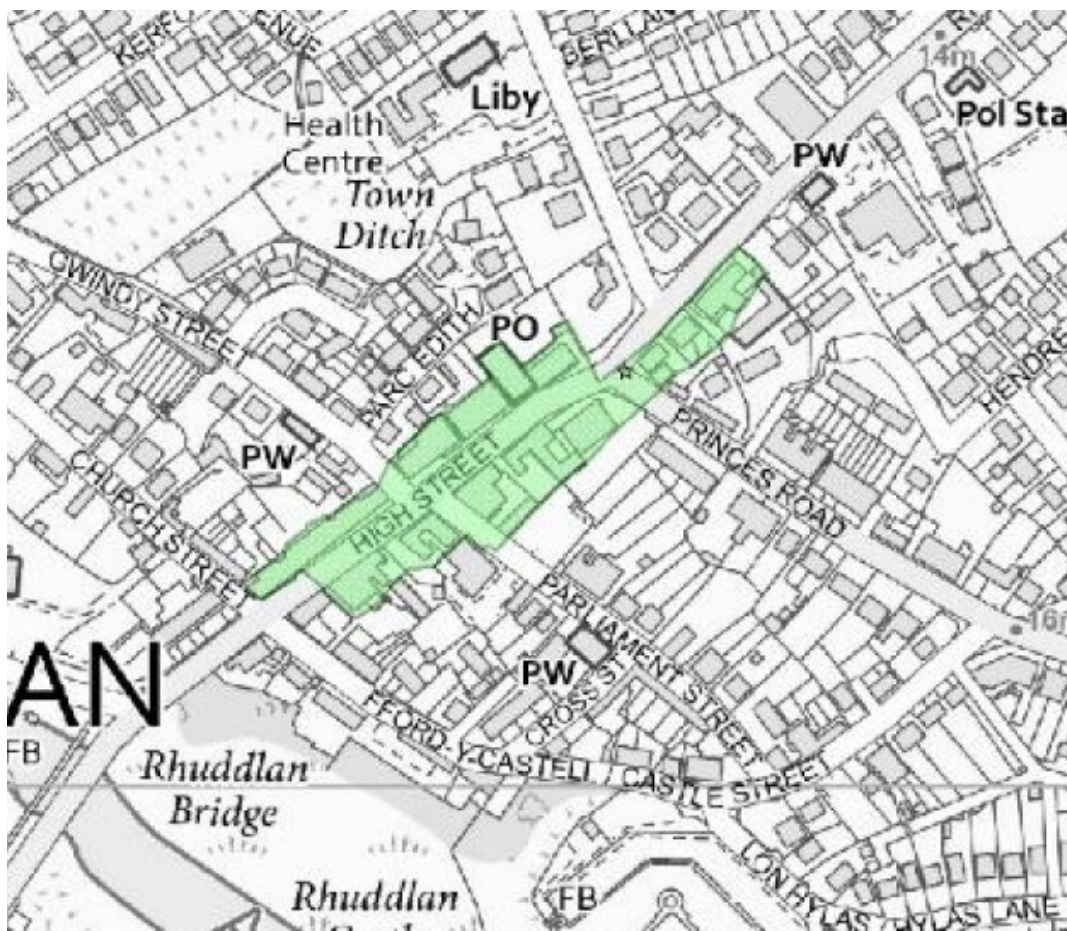 14m
Liby
Pol Sta
Health
Centre
PW
Town
Ditch
GWINDY STREET
PO
PARC EDITH
HENDRE
PRINCES ROAD
PW
HIGH STREET
CHURCH STREET
PARLIAMENT STREET
AN
PW
CROSS S
FFORD-Y-CASTELL / CASTLE STREET
FB
Rhuddlan
Bridge
LON HYLAS / HYLAS LANE
Rhuddlan
FB